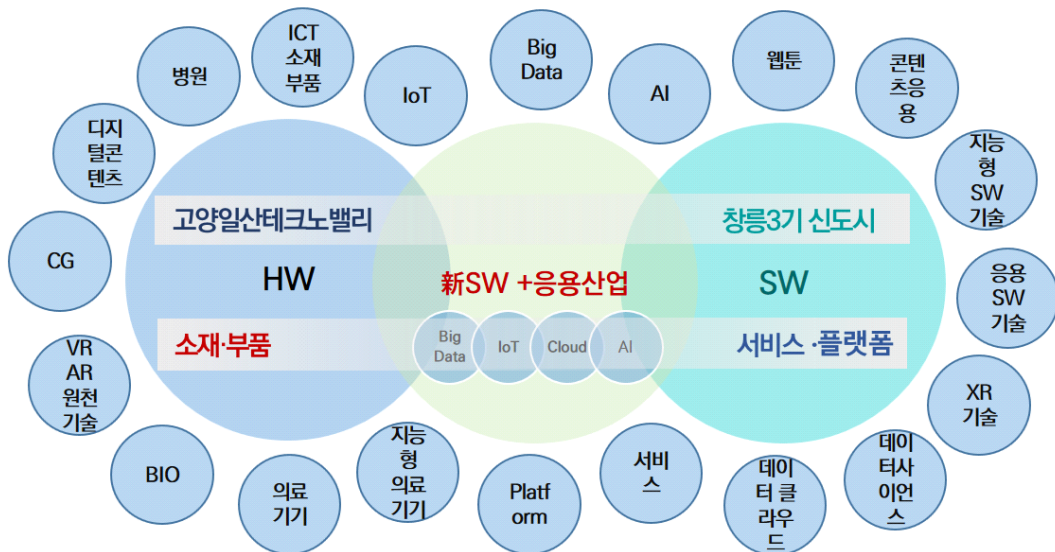 병원
ICT
소재
부품
IoT
Big
Data
AI
웹툰
콘텐
츠응
용
디지
털콘
텐츠
지능
형
SW
기술
고양일산테크노밸리
창릉3기 신도시
CG
HW
新SW +응용산업
SW
응용
SW
기술
소재·부품
Big
Data
IoT
Cloud
AI
서비스 ·플랫폼
VR
AR
원천
기술
XR
기술
BIO
의료
기기
지능
형
의료
기기
Platf
orm
서비
스
데이
터 클
라우
드
데이
터사
이언
스